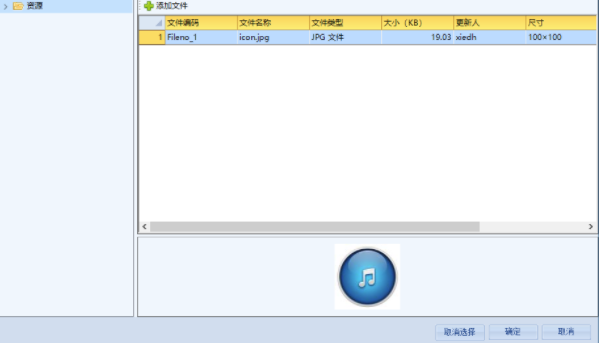 资源
添加文件
文件编码 文件名称 文件类型 大小（KB） 更新人 尺寸
1 Fileno_1 icon.jpg JPG 文件 19.03 xiedh 100×100
取消选择 确定 取消